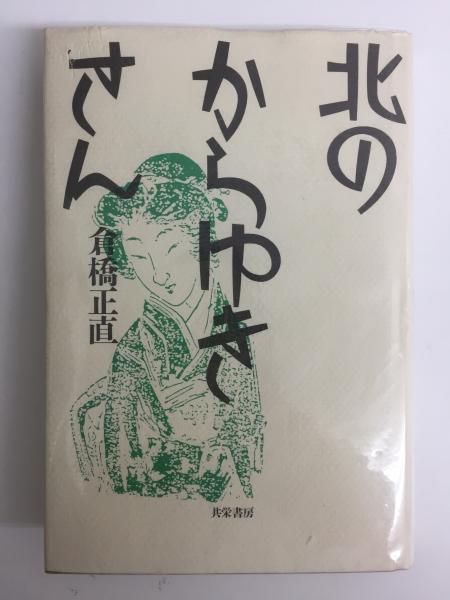 北の
からゆき
さん
倉橋正直
共栄書房